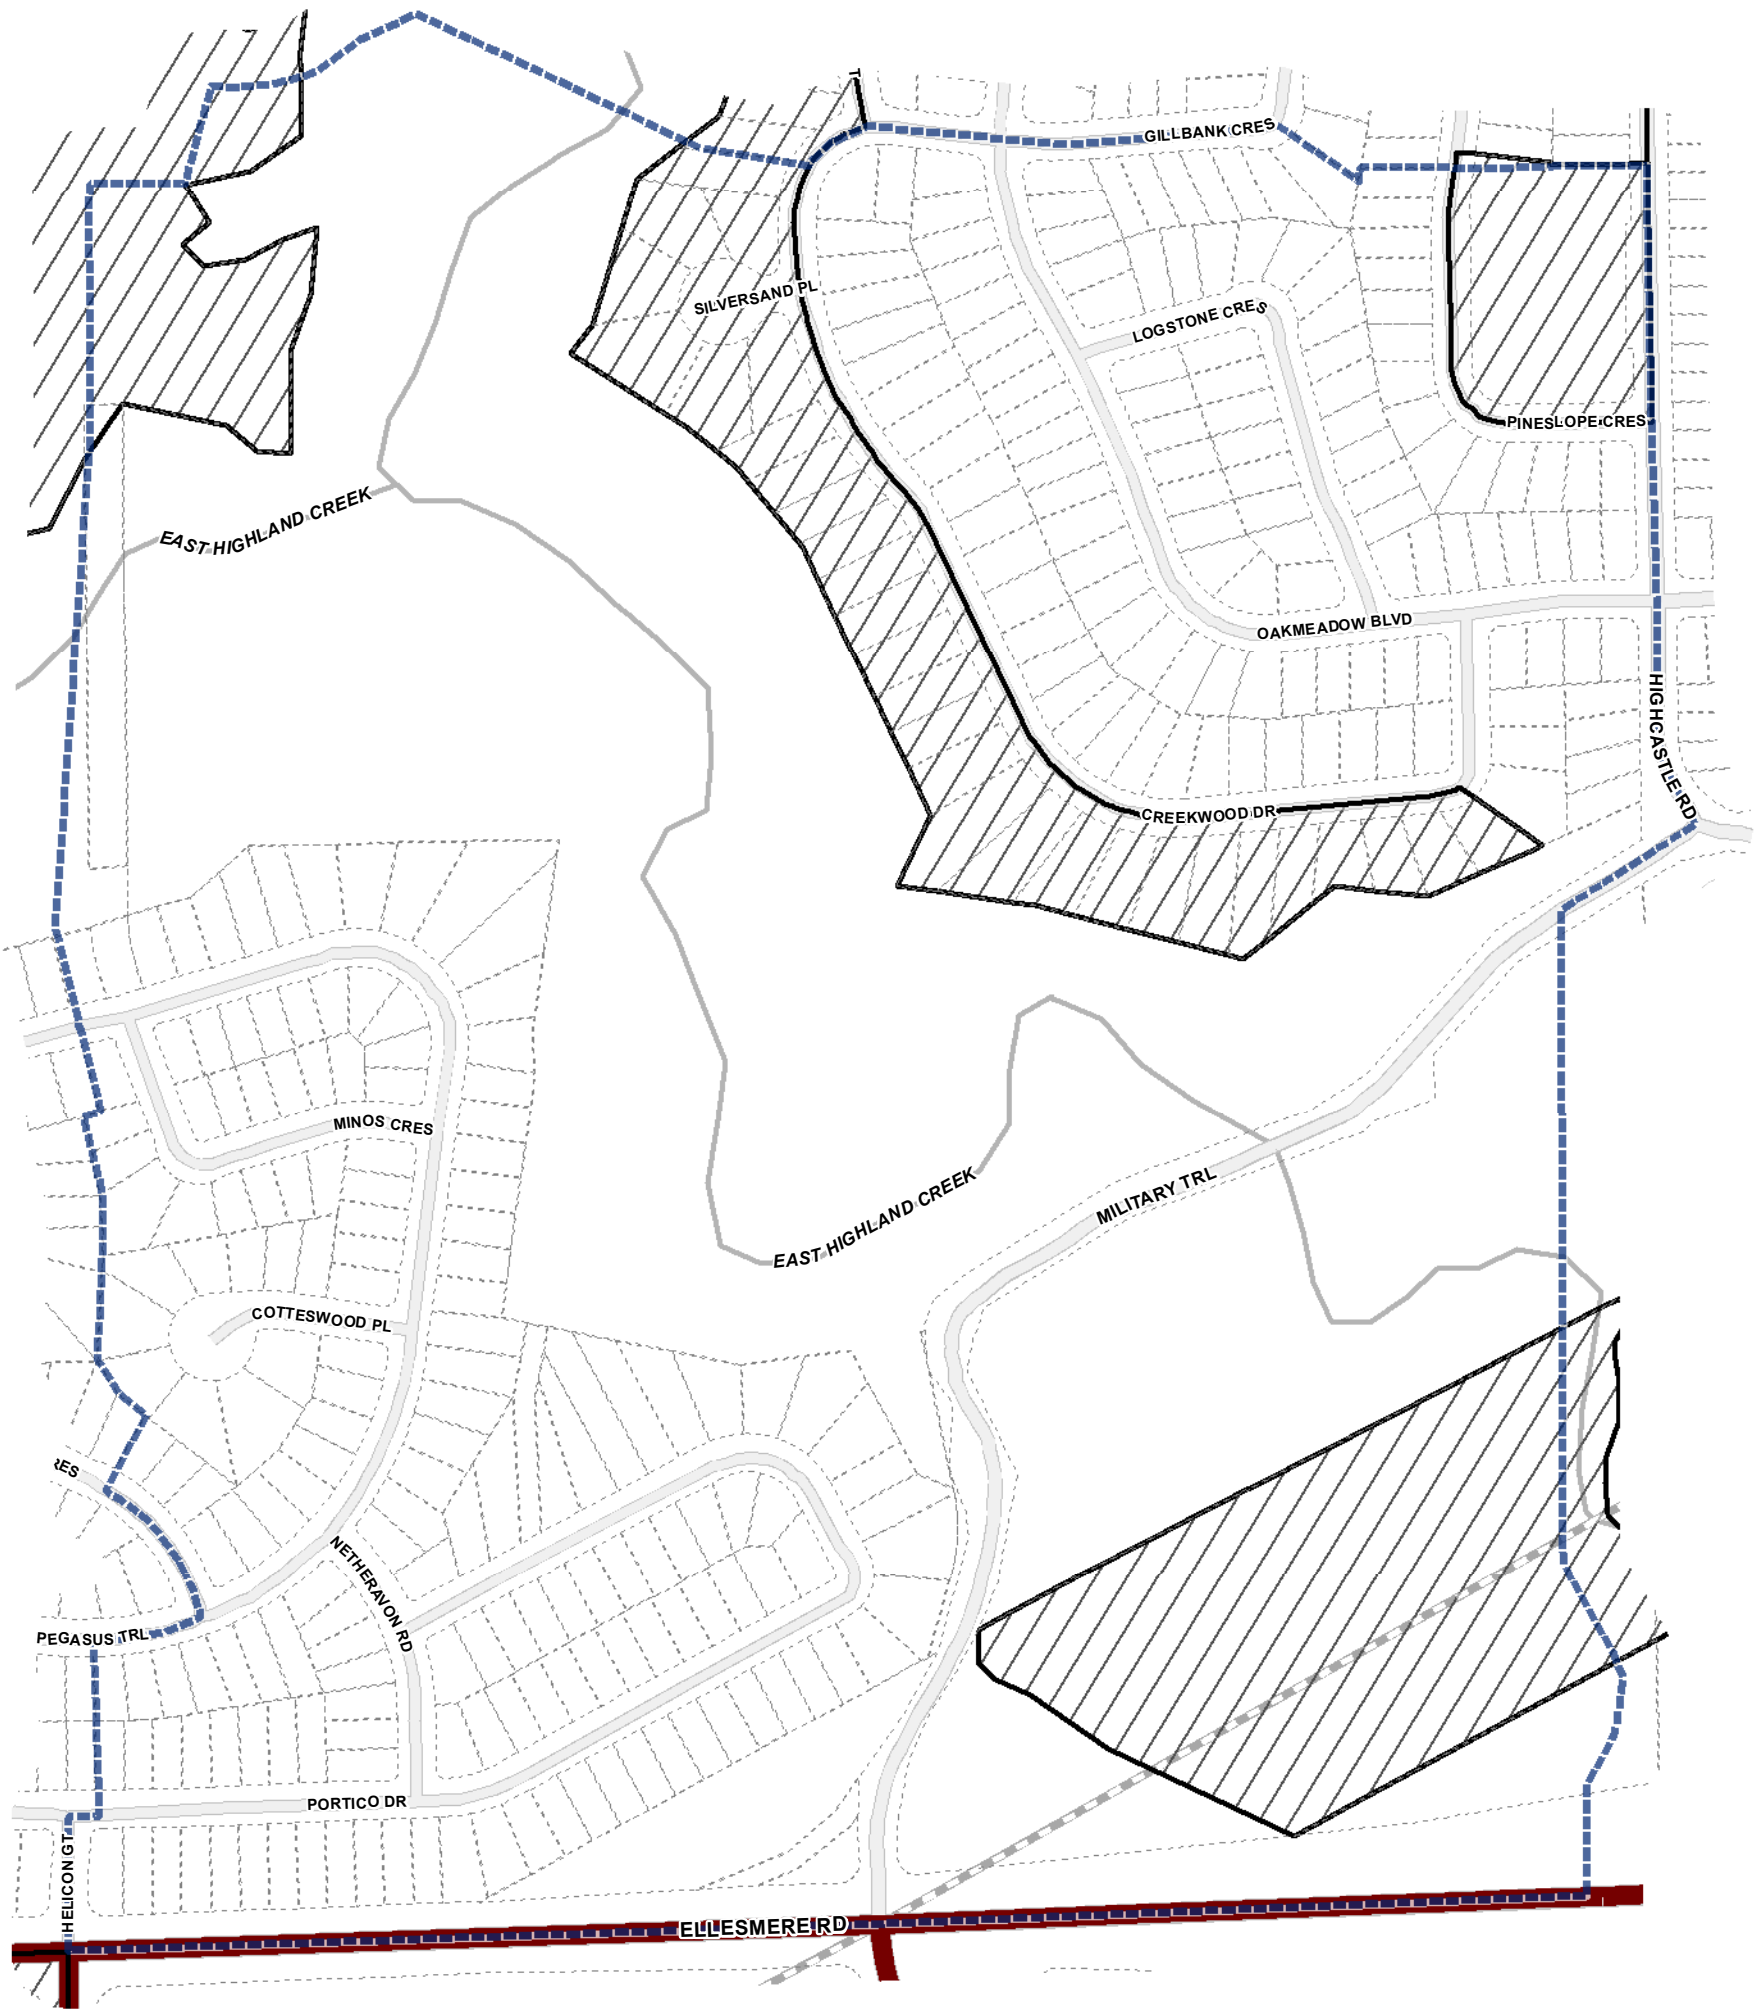 GILLBANK CRES
SILVERSAND PL
LOGSTONE CRES
PINESLOPE CRES
EAST HIGHLAND CREEK
OAKMEADOW BLVD
HIGHCASTLE RD
CREEKWOOD DR
MINOS CRES
MILITARY TRL
EAST HIGHLAND CREEK
COTTESWOOD PL
RES
NETHERAVON RD
PEGASUS TRL
PORTICO DR
HELICON GT
ELLESMERE RD